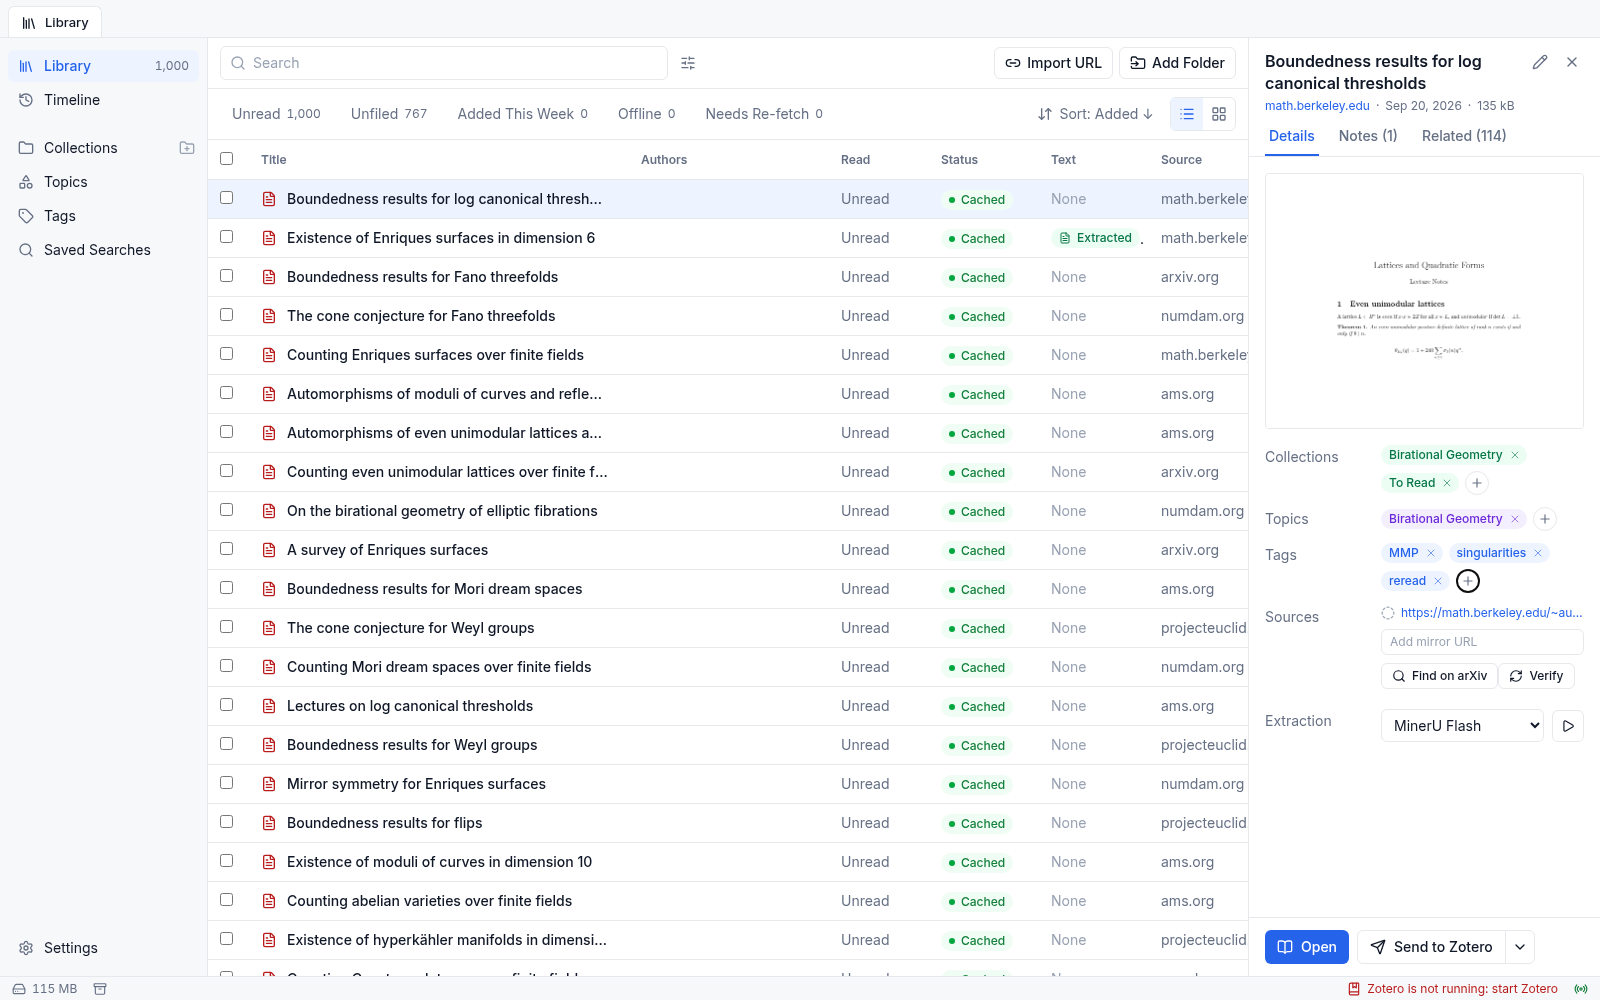 Library
Library 1,000
Timeline
Collections
Topics
Tags
Saved Searches
Settings
Search
Import URL
Add Folder
Unread 1,000 Unfiled 767 Added This Week 0 Offline 0 Needs Re-fetch 0 Sort: Added ↓
Title Authors Read Status Text Source
Boundedness results for log canonical thresh... Unread Cached None math.berkeley
Existence of Enriques surfaces in dimension 6 Unread Cached Extracted math.berkeley
Boundedness results for Fano threefolds Unread Cached None arxiv.org
The cone conjecture for Fano threefolds Unread Cached None numdam.org
Counting Enriques surfaces over finite fields Unread Cached None math.berkeley
Automorphisms of moduli of curves and refle... Unread Cached None ams.org
Automorphisms of even unimodular lattices a... Unread Cached None ams.org
Counting even unimodular lattices over finite f... Unread Cached None arxiv.org
On the birational geometry of elliptic fibrations Unread Cached None numdam.org
A survey of Enriques surfaces Unread Cached None arxiv.org
Boundedness results for Mori dream spaces Unread Cached None ams.org
The cone conjecture for Weyl groups Unread Cached None projecteuclid
Counting Mori dream spaces over finite fields Unread Cached None numdam.org
Lectures on log canonical thresholds Unread Cached None ams.org
Boundedness results for Weyl groups Unread Cached None projecteuclid
Mirror symmetry for Enriques surfaces Unread Cached None numdam.org
Boundedness results for flips Unread Cached None projecteuclid
Existence of moduli of curves in dimension 10 Unread Cached None ams.org
Counting abelian varieties over finite fields Unread Cached None ams.org
Existence of hyperkähler manifolds in dimensi... Unread Cached None projecteuclid
Boundedness results for log
canonical thresholds
math.berkeley.edu · Sep 20, 2026 · 135 kB
Details Notes (1) Related (114)
Lattices and Quadratic Forms
Lecture Notes
1 Even unimodular lattices
Collections Birational Geometry
To Read
Topics Birational Geometry
Tags MMP singularities
reread
Sources https://math.berkeley.edu/~au...
Add mirror URL
Find on arXiv Verify
Extraction MinerU Flash
Open Send to Zotero
115 MB
Zotero is not running: start Zotero